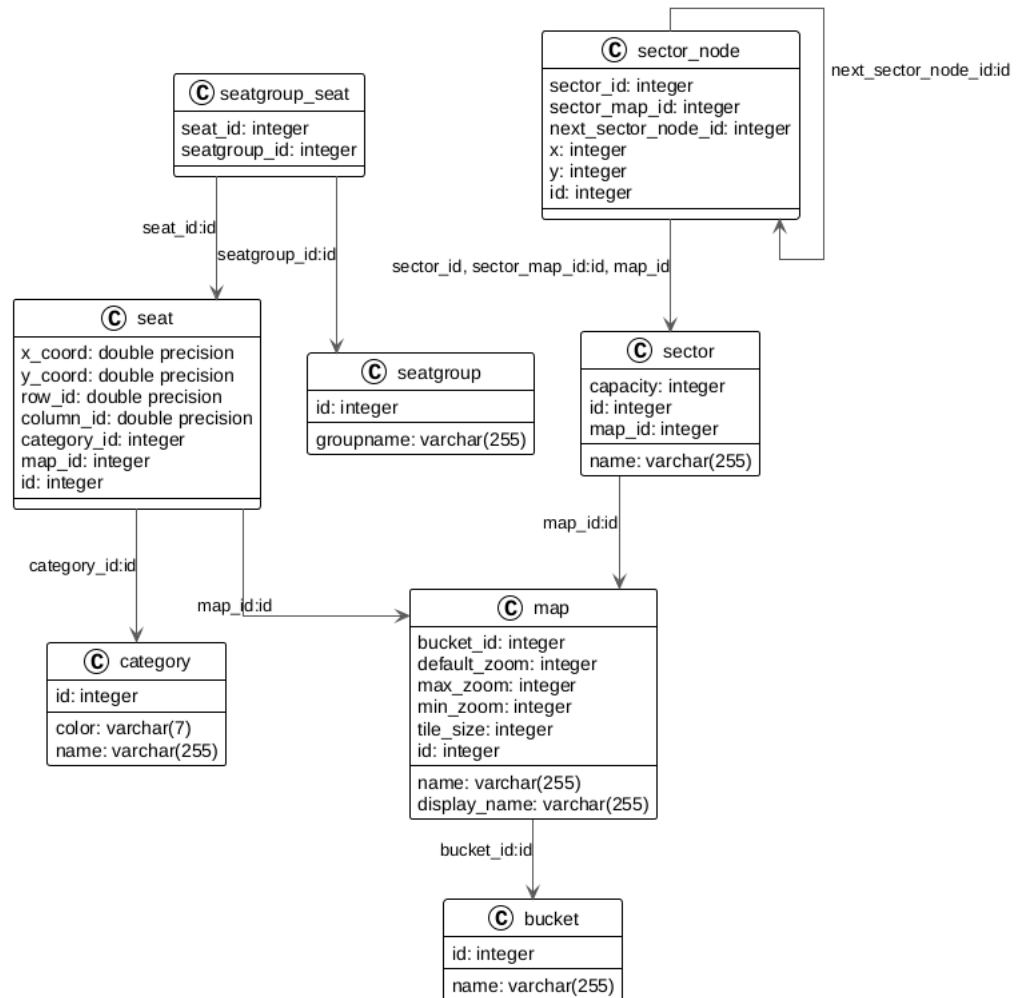 C sector_node
sector_id: integer
sector_map_id: integer
next_sector_node_id: integer
x: integer
y: integer
id: integer
next_sector_node_id:id
C seatgroup_seat
seat_id: integer
seatgroup_id: integer
seat_id:id
seatgroup_id:id
sector_id, sector_map_id:id, map_id
C seat
x_coord: double precision
y_coord: double precision
row_id: double precision
column_id: double precision
category_id: integer
map_id: integer
id: integer
C seatgroup
id: integer
groupname: varchar(255)
C sector
capacity: integer
id: integer
map_id: integer
name: varchar(255)
map_id:id
category_id:id
map_id:id
C category
id: integer
color: varchar(7)
name: varchar(255)
C map
bucket_id: integer
default_zoom: integer
max_zoom: integer
min_zoom: integer
tile_size: integer
id: integer
name: varchar(255)
display_name: varchar(255)
bucket_id:id
C bucket
id: integer
name: varchar(255)